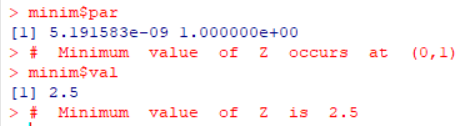 > minim$par
[1] 5.191583e-09 1.000000e+00
> # Minimum value of Z occurs at (0,1)
> minim$val
[1] 2.5
> # Minimum value of Z is 2.5